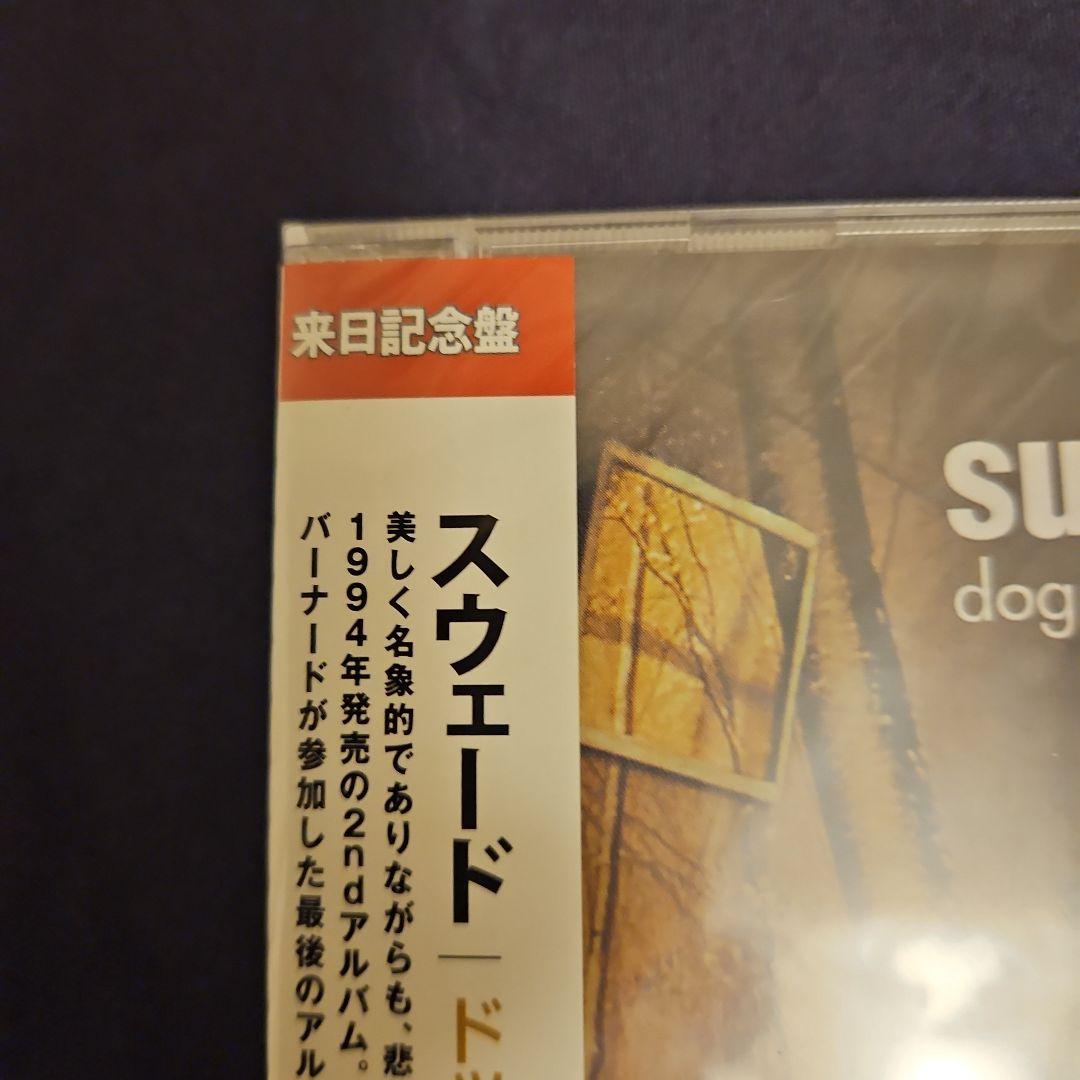 来日記念盤
スウェード
ドッ
美しく名象的でありながらも、悲
1994年発売の2ndアルバム。
バーナードが参加した最後のアル
su
dog